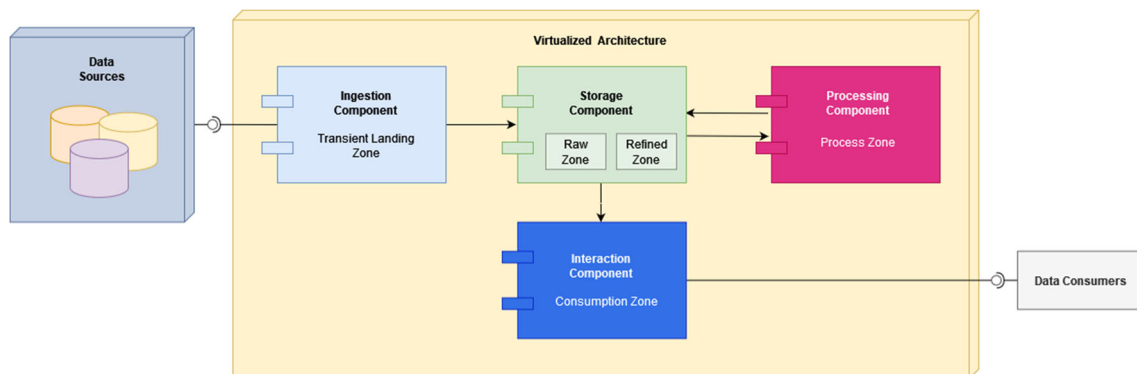 Data
Sources
Virtualized Architecture
Ingestion
Component
Transient Landing
Zone
Storage
Component
Raw
Zone
Refined
Zone
Processing
Component
Process Zone
Interaction
Component
Consumption Zone
Data Consumers